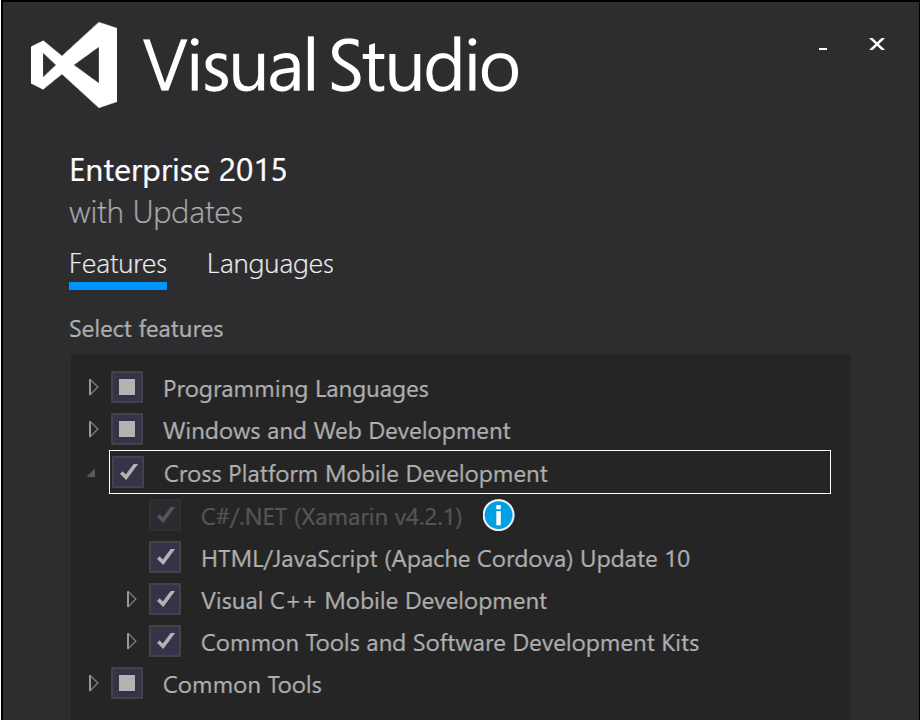 Visual Studio
Enterprise 2015
with Updates
Features Languages
Select features
Programming Languages
Windows and Web Development
Cross Platform Mobile Development
C#/.NET (Xamarin v4.2.1)
HTML/JavaScript (Apache Cordova) Update 10
Visual C++ Mobile Development
Common Tools and Software Development Kits
Common Tools